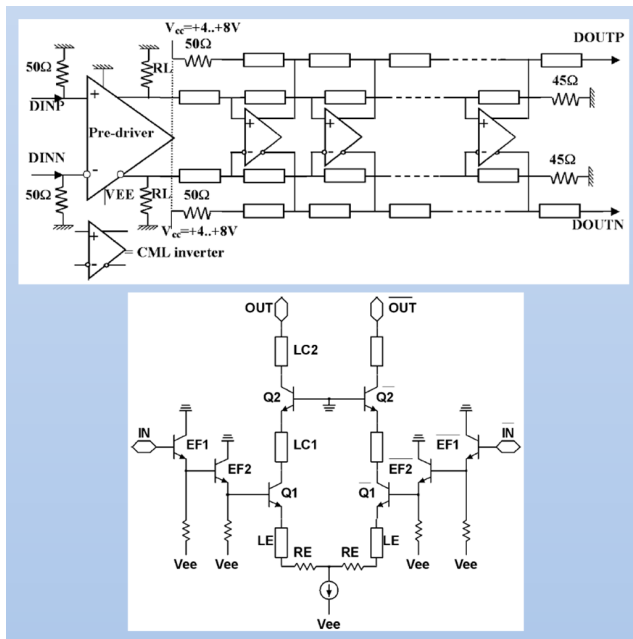 Vcc=+4..+8V
50Ω
DOUTP
50Ω
RL
45Ω
DINP
+
+
+
+
Pre-driver
-
-
-
DINN
-
45Ω
50Ω
VEE
RL
50Ω
Vcc=+4..+8V
DOUTN
+
-
= CML inverter
OUT
OUT
LC2
Q2
Q2
IN
EF1
LC1
EF1
IN
EF2
EF2
Q1
Q1
LE
RE
RE
LE
Vee
Vee
Vee
Vee
Vee